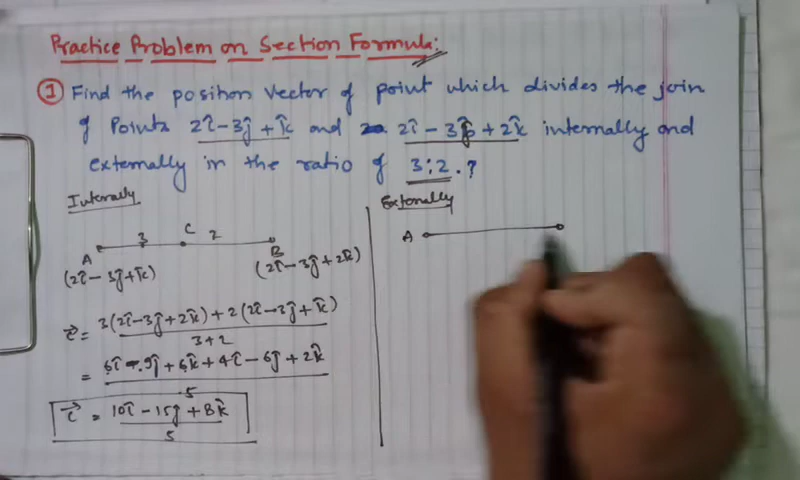 Practice Problem on Section Formula:
① Find the position vector of point which divides the join
of Points 2î-3ĵ+k̂ and 2î-3ĵ+2k̂ internally and
externally in the ratio of 3:2.?
Internally
A 3 C 2 B
(2î-3ĵ+k̂) (2î-3ĵ+2k̂)
r⃗ = 3(2î-3ĵ+2k̂)+2(2î-3ĵ+k̂)
3+2
= 6î-9ĵ+6k̂+4î-6ĵ+2k̂
5
r⃗ = 10î-15ĵ+8k̂
5
Externally
A